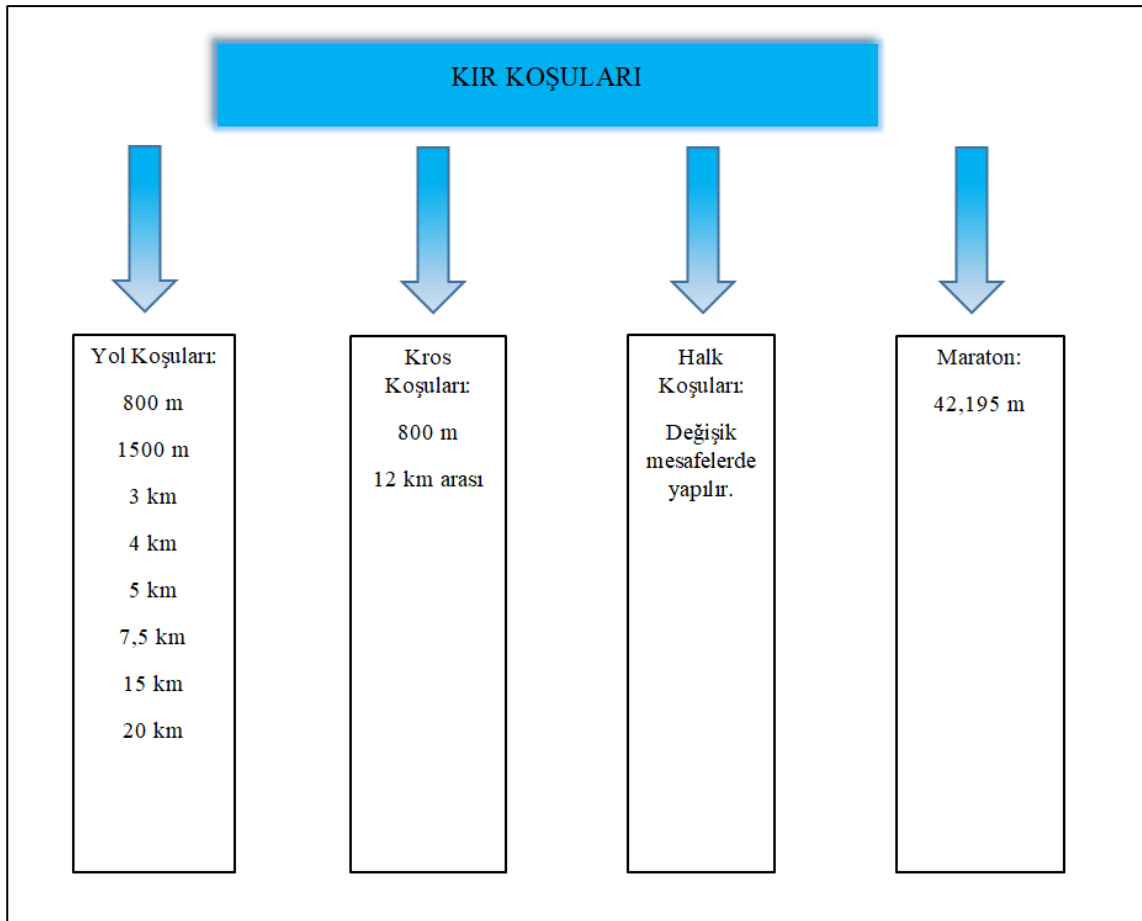 KIR KOŞULARI
Yol Koşuları:
800 m
1500 m
3 km
4 km
5 km
7,5 km
15 km
20 km
Kros
Koşuları:
800 m
12 km arası
Halk
Koşuları:
Değişik
mesafelerde
yapılır.
Maraton:
42,195 m